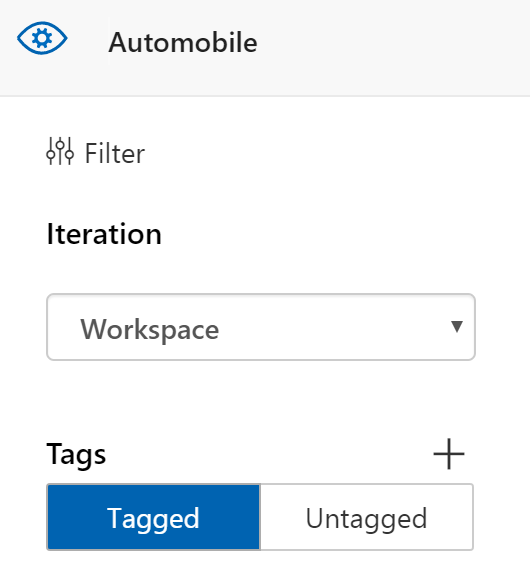 Automobile
Filter
Iteration
Workspace
Tags
Tagged Untagged